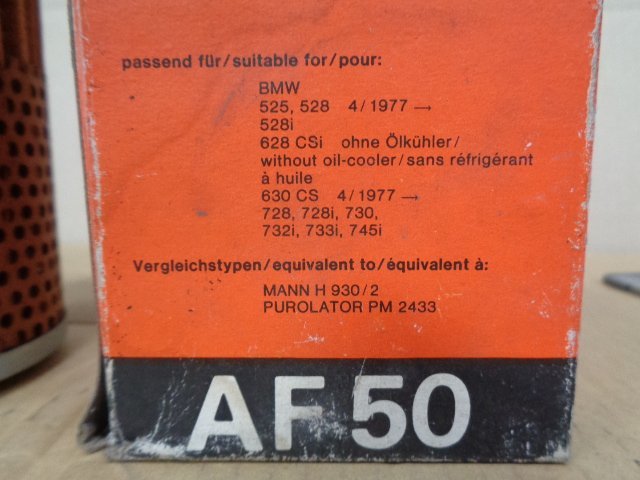 passend für/suitable for/pour:
BMW
525, 528 4/1977 →
528i
628 CSi ohne Ölkühler/
without oil-cooler/sans réfrigérant
à huile
630 CS 4/1977 →
728, 728i, 730,
732i, 733i, 745i
Vergleichstypen/equivalent to/équivalent à:
MANN H 930/2
PUROLATOR PM 2433
AF 50